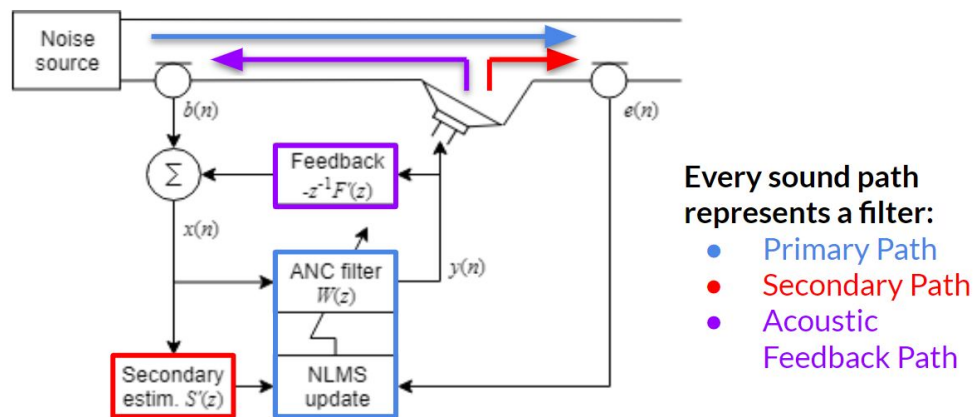 Noise
source
b(n)
e(n)
Σ
Feedback
-z⁻¹F'(z)
x(n)
ANC filter
W(z)
y(n)
Secondary
estim. S'(z)
NLMS
update
Every sound path
represents a filter:
● Primary Path
● Secondary Path
● Acoustic
Feedback Path